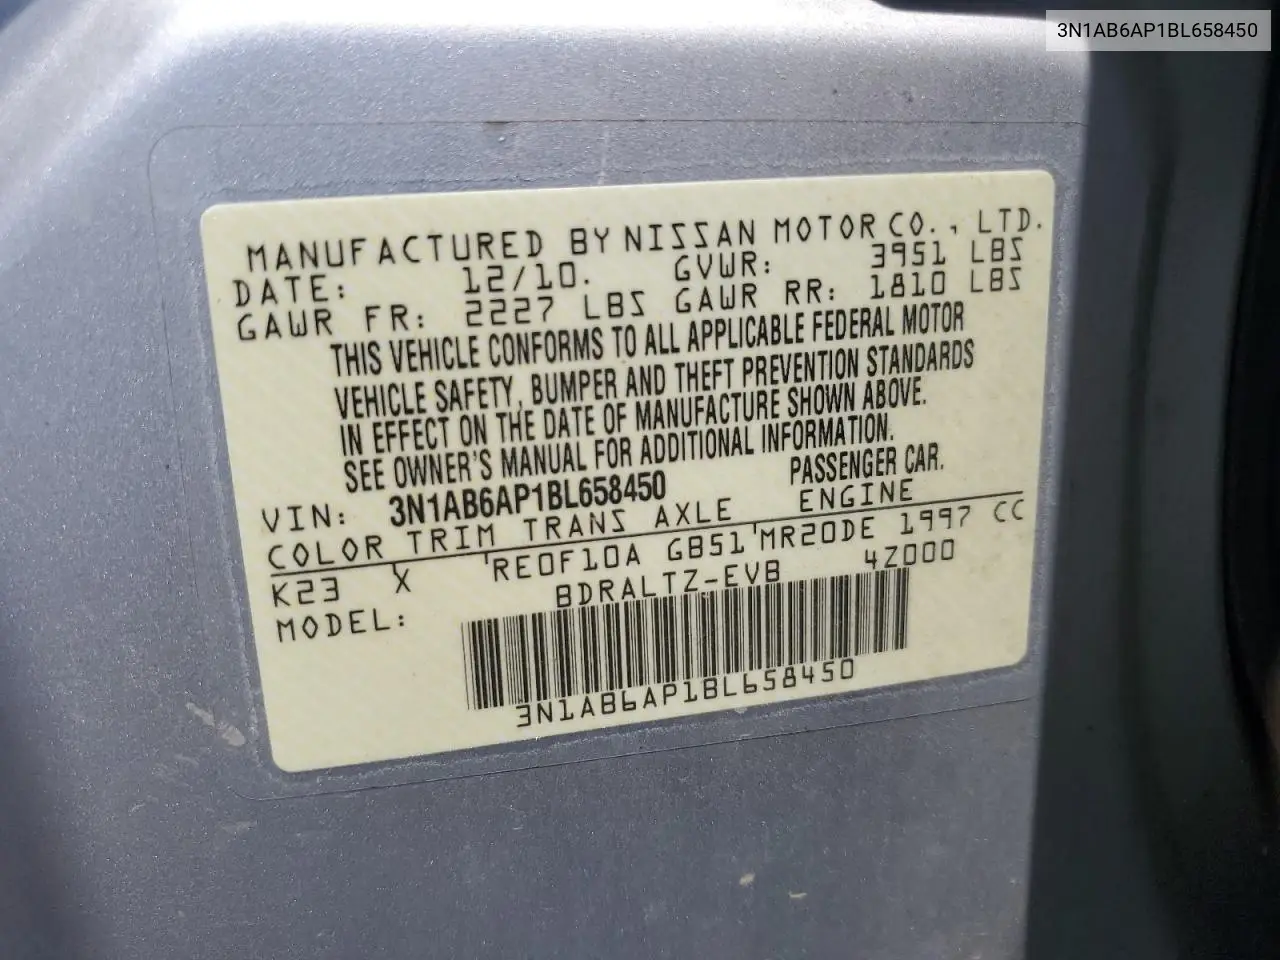 3N1AB6AP1BL658450
MANUFACTURED BY NISSAN MOTOR CO., LTD.
DATE: 12/10. GVWR: 3951 LBS
GAWR FR: 2227 LBS GAWR RR: 1810 LBS
THIS VEHICLE CONFORMS TO ALL APPLICABLE FEDERAL MOTOR
VEHICLE SAFETY, BUMPER AND THEFT PREVENTION STANDARDS
IN EFFECT ON THE DATE OF MANUFACTURE SHOWN ABOVE.
SEE OWNER'S MANUAL FOR ADDITIONAL INFORMATION.
VIN: 3N1AB6AP1BL658450 PASSENGER CAR.
COLOR TRIM TRANS AXLE ENGINE
K23 X RE0F10A GB51 MR20DE 1997 CC
MODEL: BDRALTZ-EVB 4Z000
3N1AB6AP1BL658450